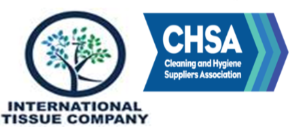 INTERNATIONAL
TISSUE COMPANY
CHSA
Cleaning and Hygiene
Suppliers Association